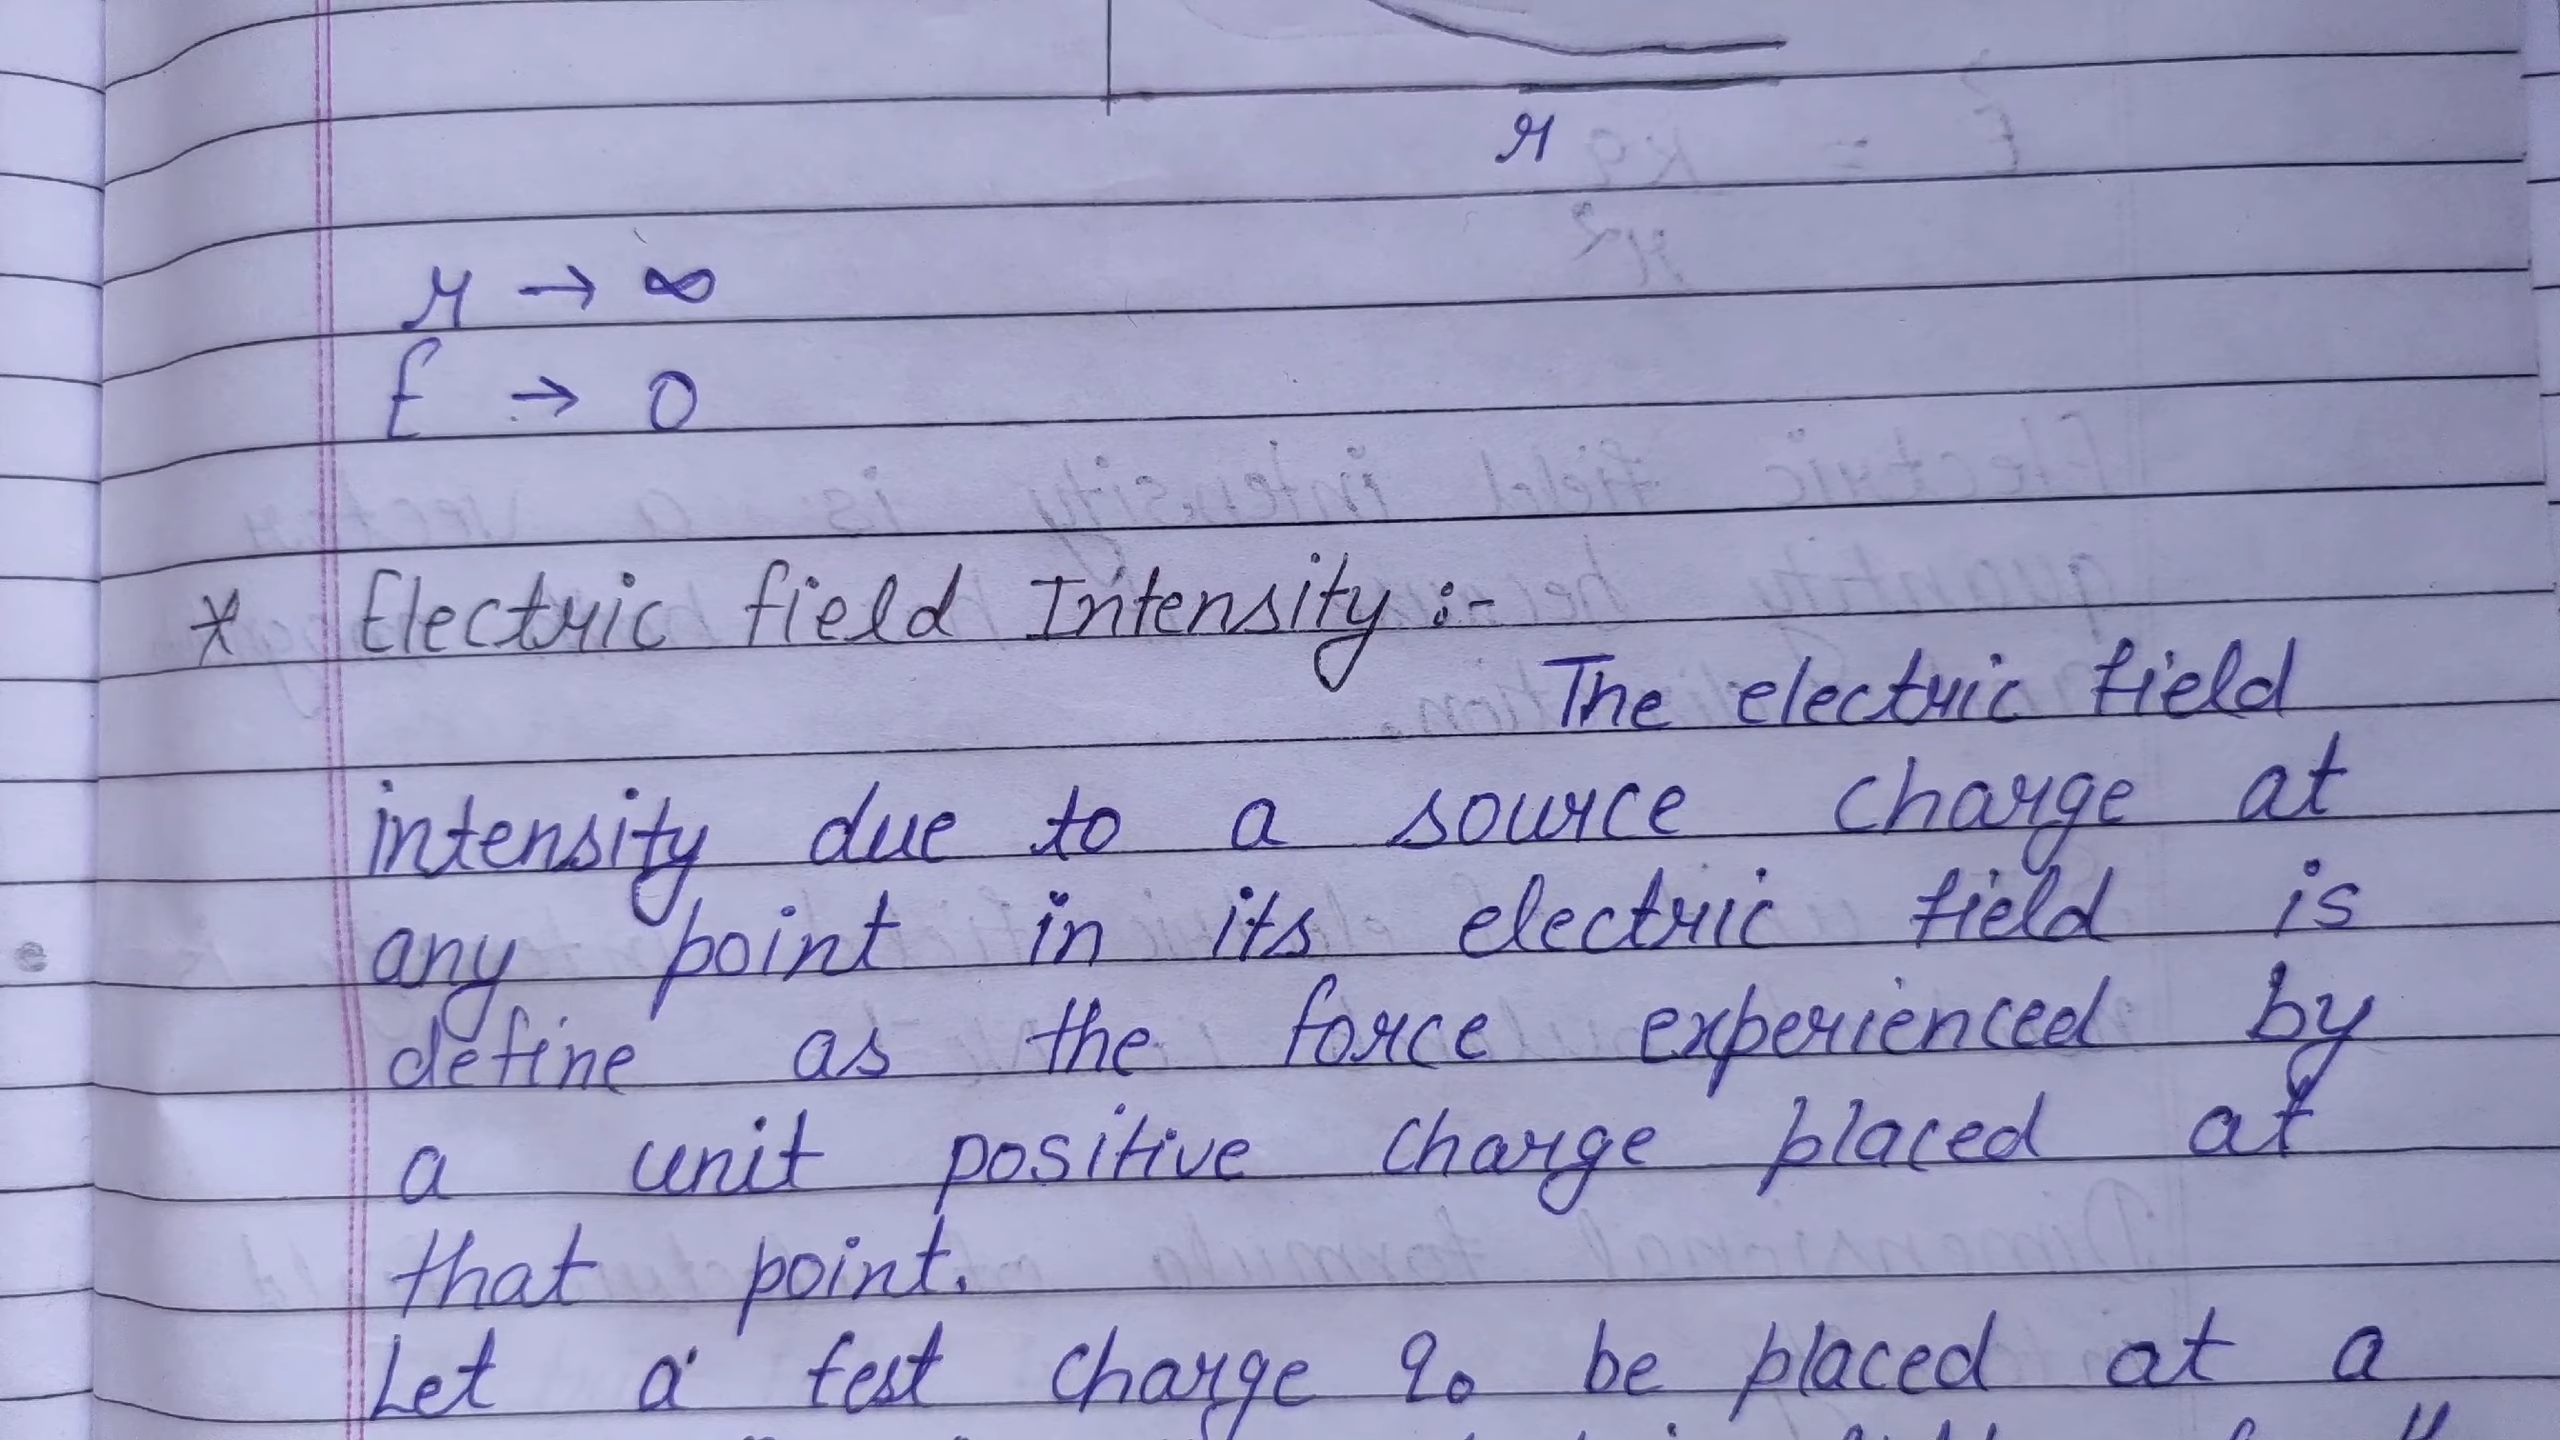 r
r → ∞
E → 0
* Electric field Intensity :-
The electric field
intensity due to a source charge at
any point in its electric field is
define as the force experienced by
a unit positive charge placed at
that point.
Let a test charge q₀ be placed at a